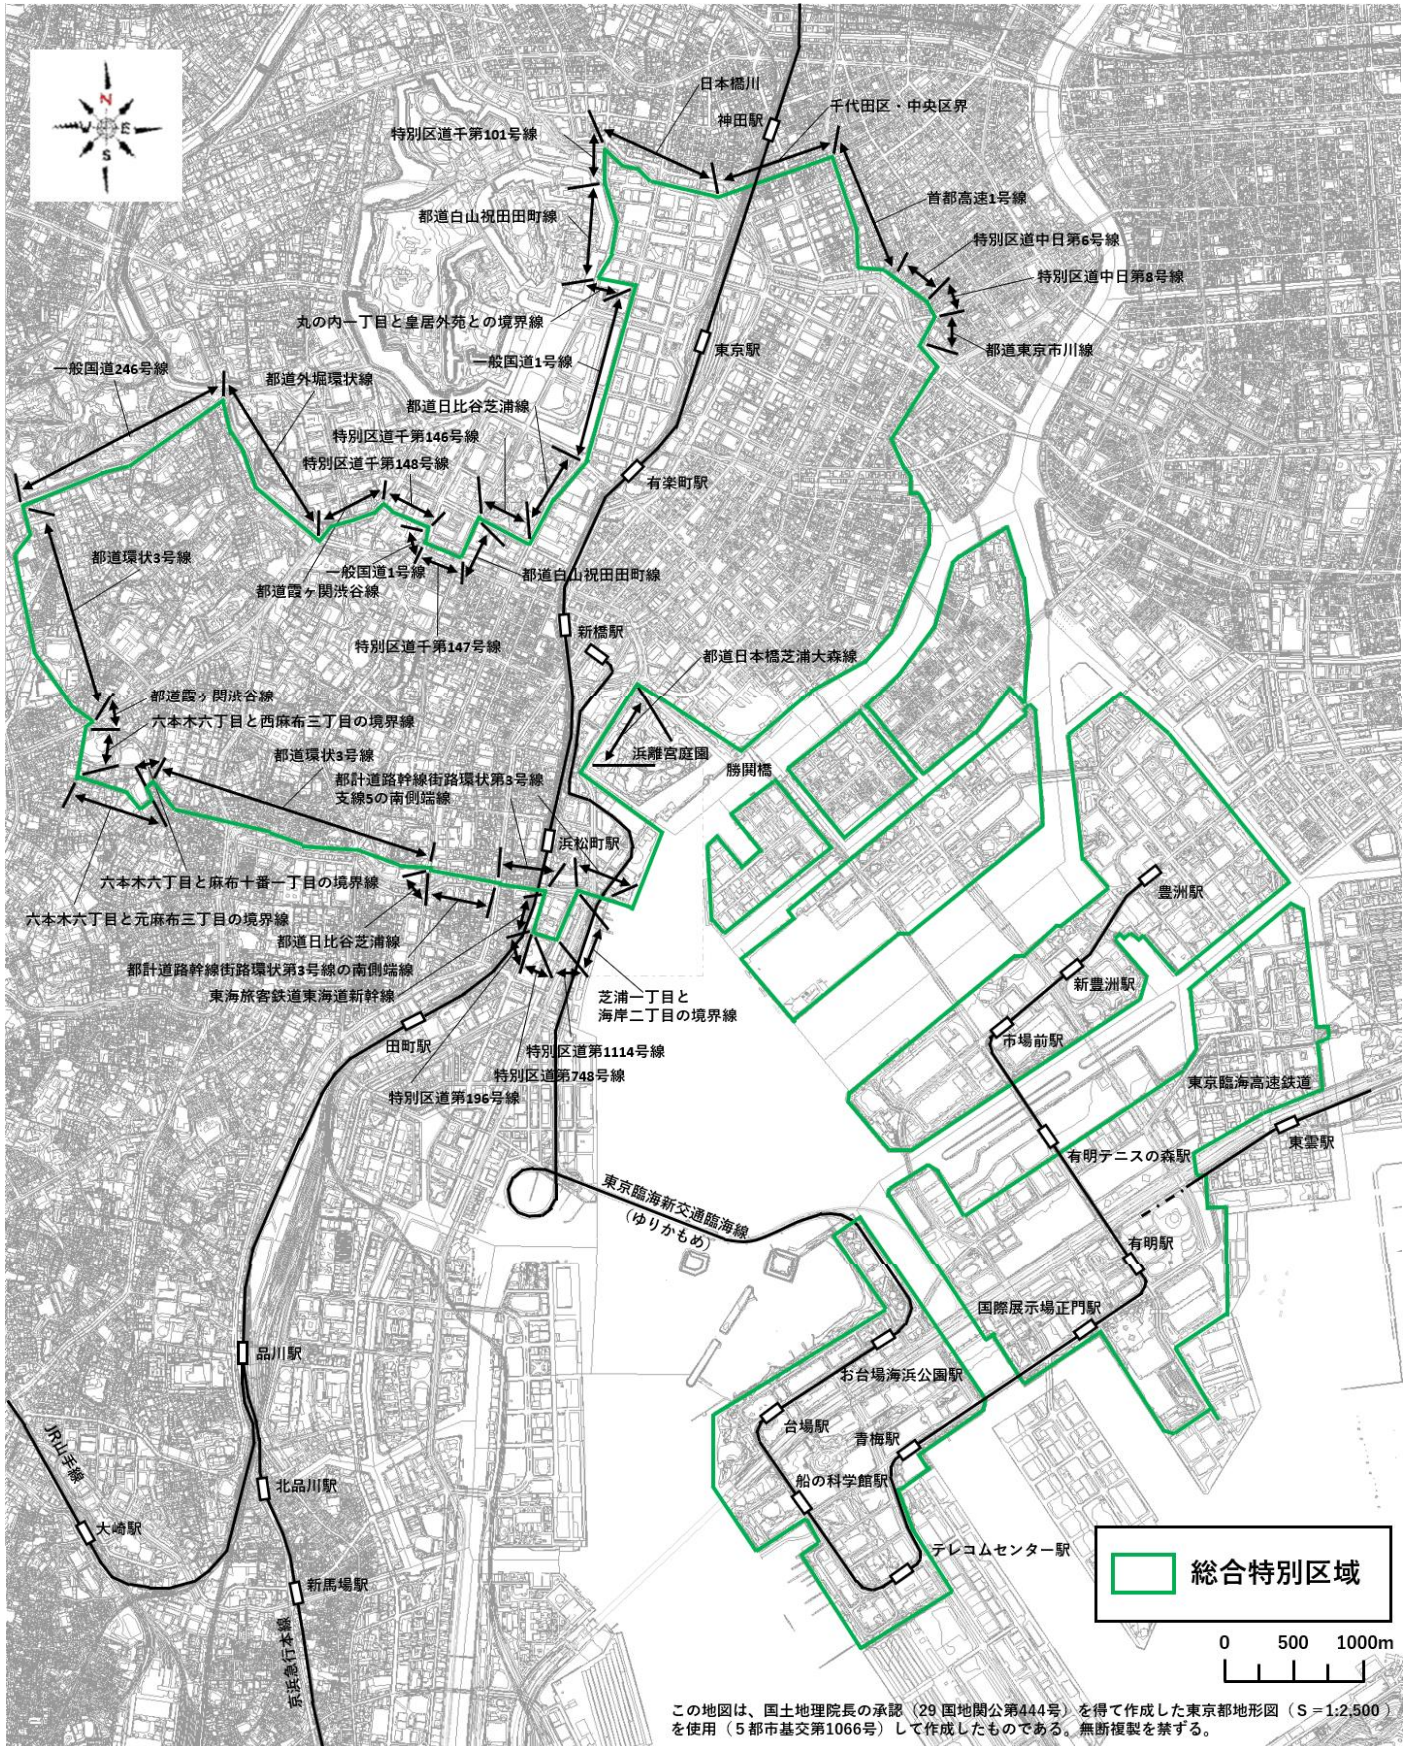 N
W
E
S
日本橋川
千代田区・中央区界
神田駅
特別区道千第101号線
首都高速1号線
都道白山祝田田町線
特別区道中日第6号線
特別区道中日第8号線
丸の内一丁目と皇居外苑との境界線
東京駅
都道東京市川線
一般国道1号線
一般国道246号線
都道外堀環状線
都道日比谷芝浦線
特別区道千第146号線
特別区道千第148号線
有楽町駅
都道環状3号線
一般国道1号線
都道白山祝田田町線
都道霞ヶ関渋谷線
新橋駅
特別区道千第147号線
都道日本橋芝浦大森線
都道霞ヶ関渋谷線
六本木六丁目と西麻布三丁目の境界線
浜離宮庭園
都道環状3号線
勝鬨橋
都計道路幹線街路環状第3号線
支線5の南側端線
浜松町駅
六本木六丁目と麻布十番一丁目の境界線
豊洲駅
六本木六丁目と元麻布三丁目の境界線
都道日比谷芝浦線
都計道路幹線街路環状第3号線の南側端線
新豊洲駅
東海旅客鉄道東海道新幹線
芝浦一丁目と
海岸二丁目の境界線
市場前駅
田町駅
特別区道第1114号線
特別区道第748号線
東京臨海高速鉄道
特別区道第196号線
東雲駅
有明テニスの森駅
東京臨海新交通臨海線
（ゆりかもめ）
有明駅
国際展示場正門駅
品川駅
お台場海浜公園駅
台場駅
青梅駅
JR山手線
船の科学館駅
北品川駅
大崎駅
テレコムセンター駅
新馬場駅
総合特別区域
京浜急行本線
0 500 1000m
この地図は、国土地理院長の承認（29 国地関公第444号）を得て作成した東京都地形図（S＝1:2,500）
を使用（５都市基交第1066号）して作成したものである。無断複製を禁ずる。